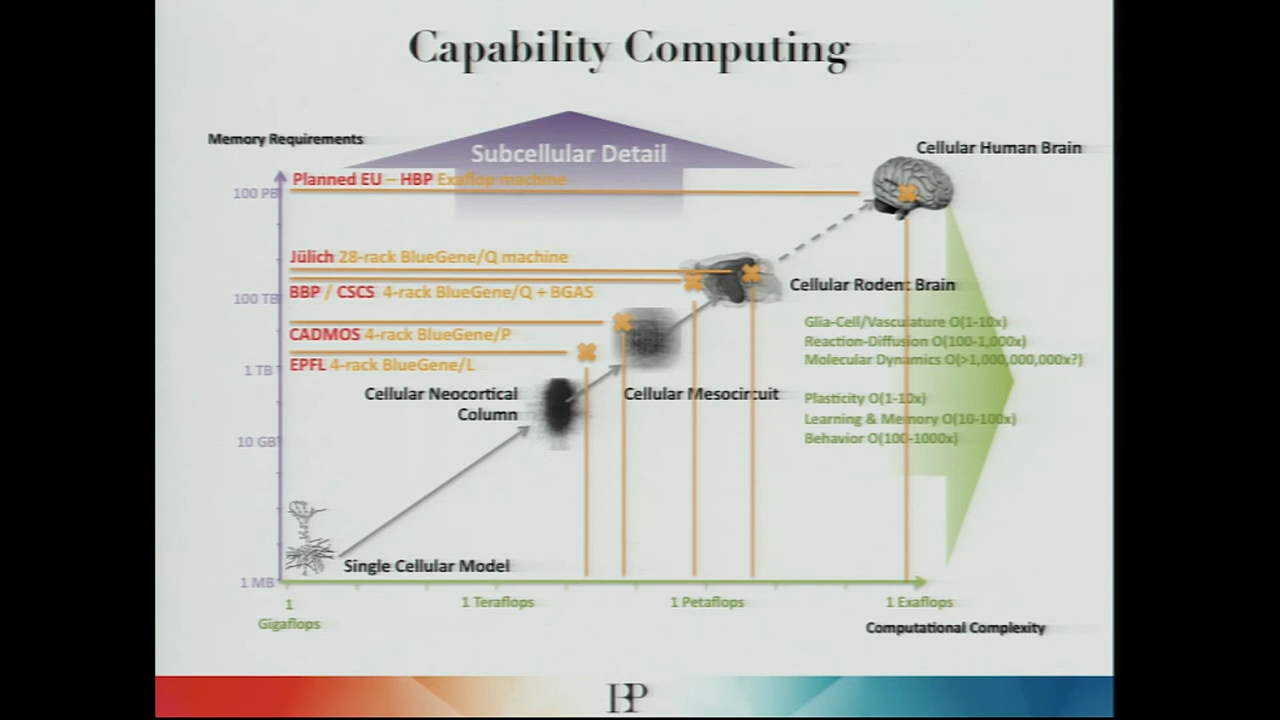 Capability Computing
Memory Requirements
Subcellular Detail
Cellular Human Brain
Planned EU – HBP Exaflop machine
100 PB
Jülich 28-rack BlueGene/Q machine
Cellular Rodent Brain
BBP / CSCS 4-rack BlueGene/Q + BGAS
100 TB
Glia-Cell/Vasculature O(1-10x)
Reaction-Diffusion O(100-1,000x)
Molecular Dynamics O(>1,000,000,000x?)
CADMOS 4-rack BlueGene/P
EPFL 4-rack BlueGene/L
1 TB
Cellular Neocortical
Column
Cellular Mesocircuit
Plasticity O(1-10x)
Learning & Memory O(10-100x)
Behavior O(100-1000x)
10 GB
Single Cellular Model
1 MB
1
Gigaflops
1 Teraflops
1 Petaflops
1 Exaflops
Computational Complexity
HBP